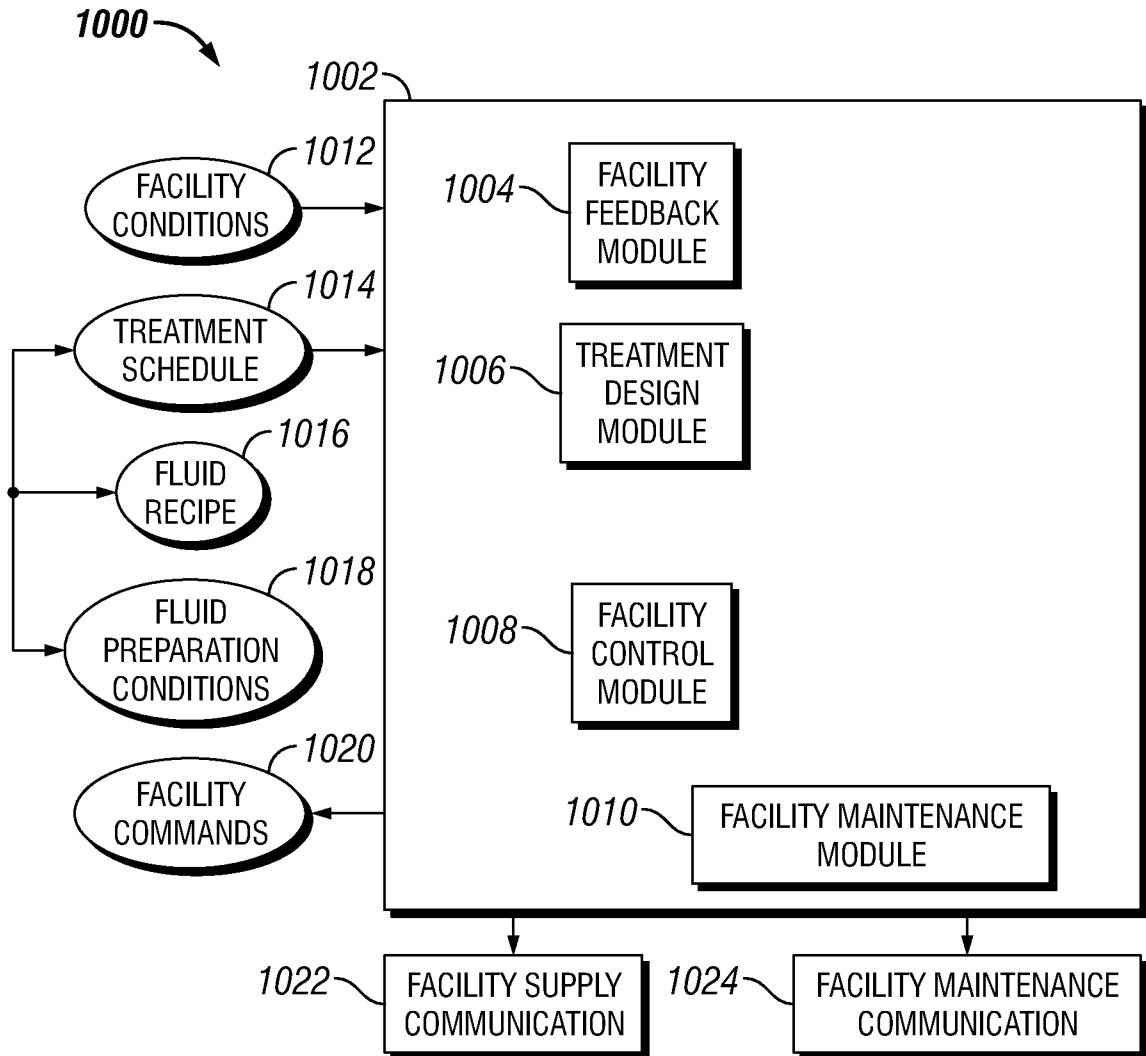 1000
1002
1012
FACILITY
CONDITIONS
1004
FACILITY
FEEDBACK
MODULE
1014
TREATMENT
SCHEDULE
1006
TREATMENT
DESIGN
MODULE
1016
FLUID
RECIPE
1018
FLUID
PREPARATION
CONDITIONS
1008
FACILITY
CONTROL
MODULE
1020
FACILITY
COMMANDS
1010
FACILITY MAINTENANCE
MODULE
1022
FACILITY SUPPLY
COMMUNICATION
1024
FACILITY MAINTENANCE
COMMUNICATION